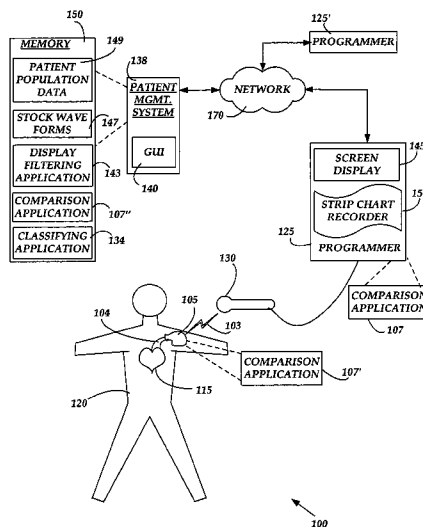 150
MEMORY
149
PATIENT
POPULATION
DATA
STOCK WAVE
FORMS
147
DISPLAY
FILTERING
APPLICATION
143
COMPARISON
APPLICATION
107"
CLASSIFYING
APPLICATION
134
138
PATIENT
MGMT.
SYSTEM
GUI
140
125'
PROGRAMMER
NETWORK
170
SCREEN
DISPLAY
145
STRIP CHART
RECORDER
125
PROGRAMMER
COMPARISON
APPLICATION
107
130
105
104
103
COMPARISON
APPLICATION
107'
115
120
100